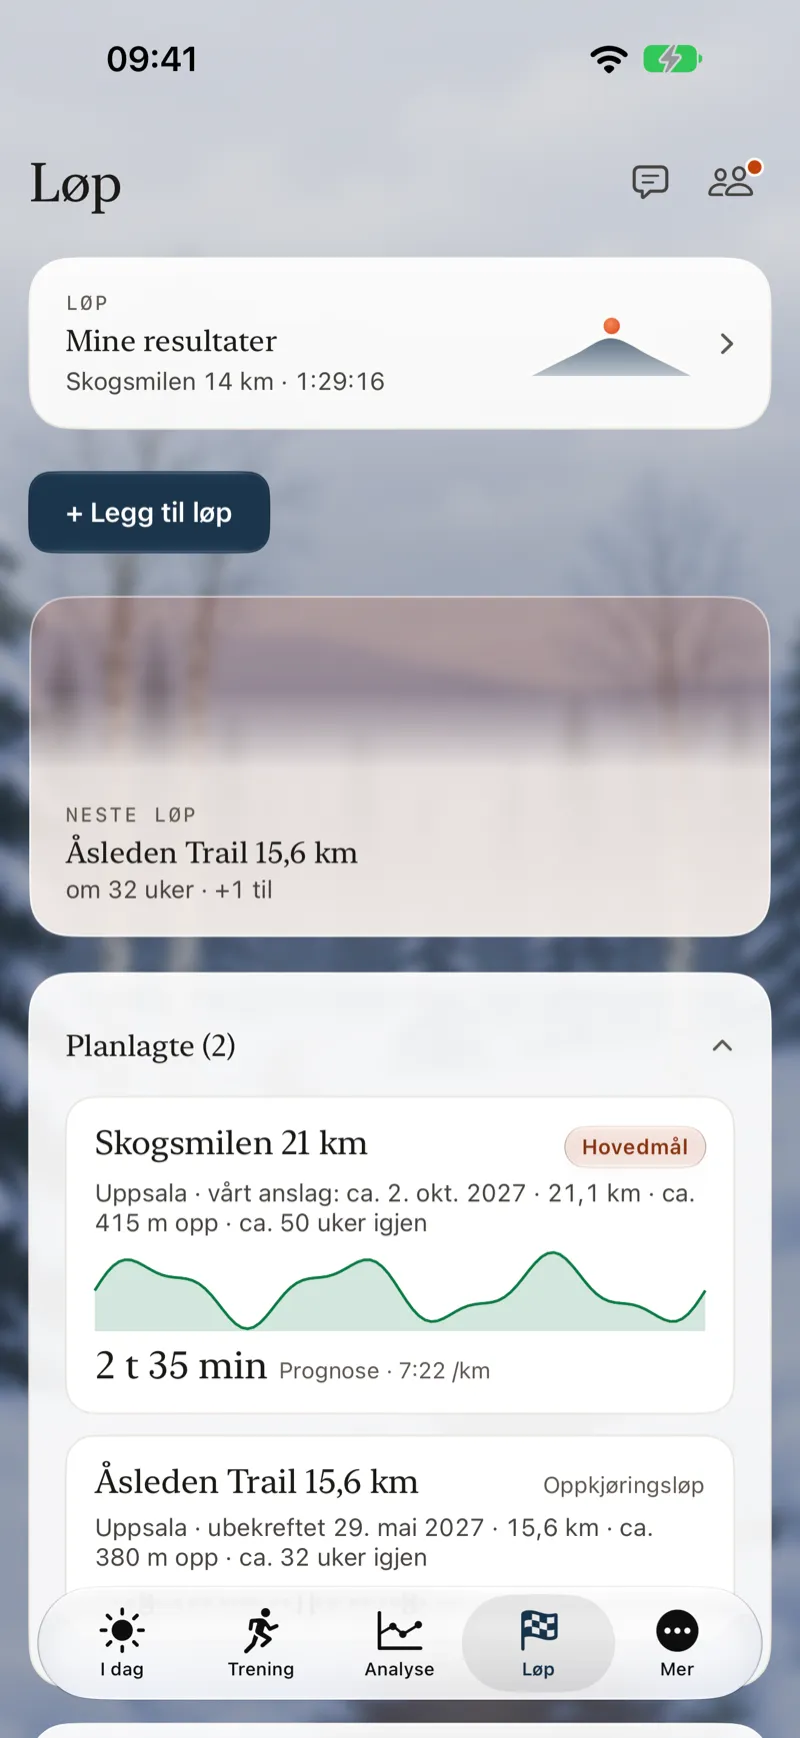 09:41
Løp
LØP
Mine resultater
Skogsmilen 14 km · 1:29:16
+ Legg til løp
NESTE LØP
Åsleden Trail 15,6 km
om 32 uker · +1 til
Planlagte (2)
Skogsmilen 21 km
Hovedmål
Uppsala · vårt anslag: ca. 2. okt. 2027 · 21,1 km · ca.
415 m opp · ca. 50 uker igjen
2 t 35 min Prognose · 7:22 /km
Åsleden Trail 15,6 km
Oppkjøringsløp
Uppsala · ubekreftet 29. mai 2027 · 15,6 km · ca.
380 m opp · ca. 32 uker igjen
I dag
Trening
Analyse
Løp
Mer